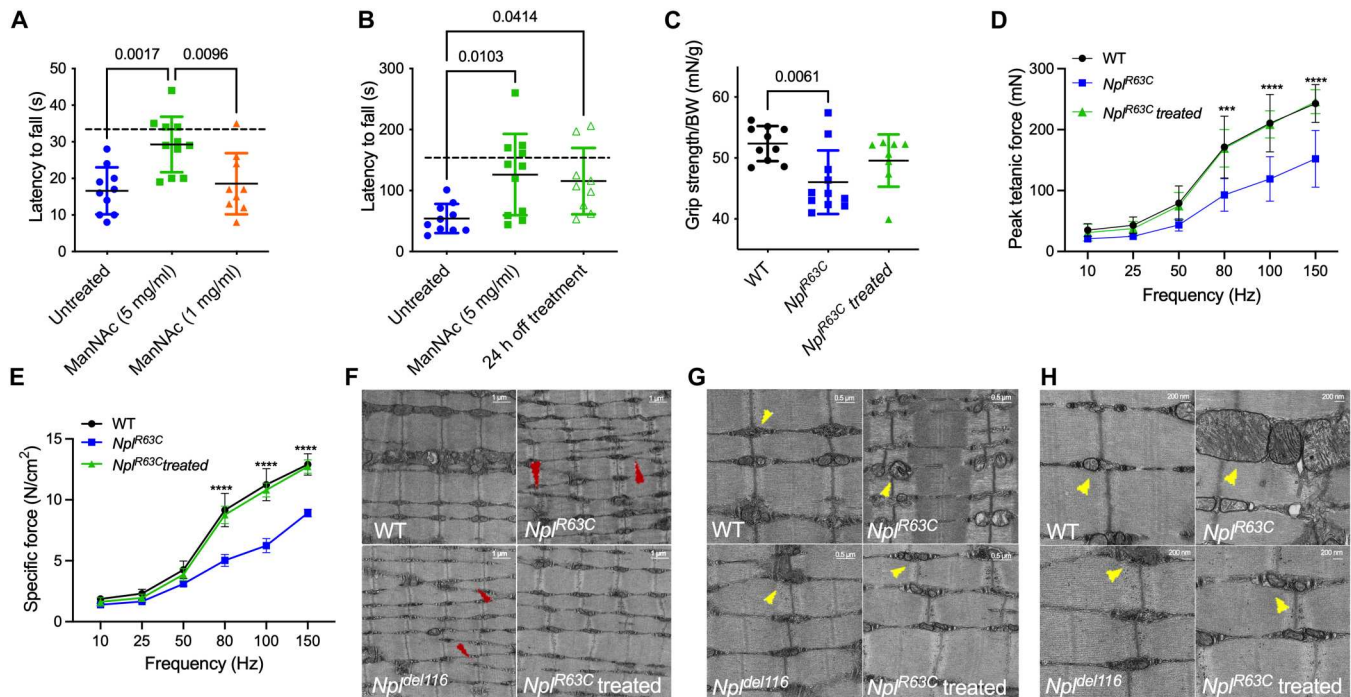 A
0.0017
0.0096
Latency to fall (s)
50
40
30
20
10
0
Untreated
ManNAc (5 mg/ml)
ManNAc (1 mg/ml)
B
0.0414
0.0103
Latency to fall (s)
300
200
100
0
Untreated
ManNAc (5 mg/ml)
24 h off treatment
C
0.0061
Grip strength/BW (mN/g)
60
50
40
WT
Npl^R63C
Npl^R63C treated
D
WT
Npl^R63C
Npl^R63C treated
***
****
****
Peak tetanic force (mN)
300
200
100
0
10 25 50 80 100 150
Frequency (Hz)
E
WT
Npl^R63C
Npl^R63C treated
****
****
****
Specific force (N/cm²)
15
10
5
0
10 25 50 80 100 150
Frequency (Hz)
F
1 µm
1 µm
WT
Npl^R63C
1 µm
1 µm
Npl^del116
Npl^R63C treated
G
0.5 µm
0.5 µm
WT
Npl^R63C
0.5 µm
0.5 µm
Npl^del116
Npl^R63C treated
H
200 nm
200 nm
WT
Npl^R63C
200 nm
200 nm
Npl^del116
Npl^R63C treated